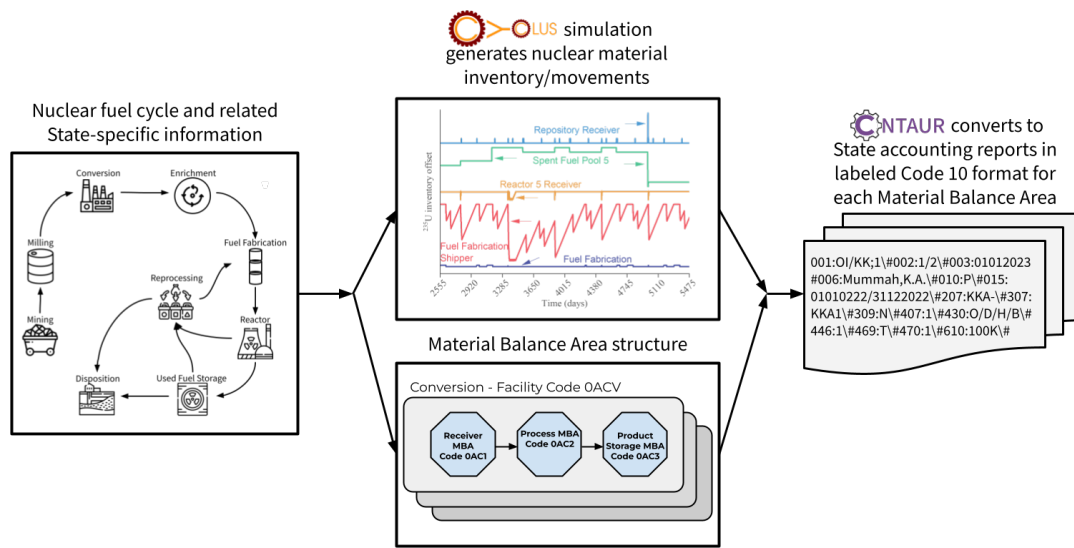 Nuclear fuel cycle and related
State-specific information
Conversion
Enrichment
Milling
Fuel Fabrication
Reprocessing
Mining
Reactor
Disposition
Used Fuel Storage
CYCLUS simulation
generates nuclear material
inventory/movements
Repository Receiver
Spent Fuel Pool 5
Reactor 5 Receiver
Fuel Fabrication
Shipper
Fuel Fabrication
²³⁵U inventory offset
2555 2920 3285 3650 4015 4380 4745 5110 5475
Time (days)
Material Balance Area structure
Conversion - Facility Code 0ACV
Receiver
MBA
Code 0AC1
Process MBA
Code 0AC2
Product
Storage MBA
Code 0AC3
CNTAUR converts to
State accounting reports in
labeled Code 10 format for
each Material Balance Area
001:OI/KK;1\#002:1/2\#003:01012023
#006:Mummah,K.A.\#010:P\#015:
01010222/31122022\#207:KKA-\#307:
KKA1\#309:N\#407:1\#430:O/D/H/B\#
446:1\#469:T\#470:1\#610:100K\#